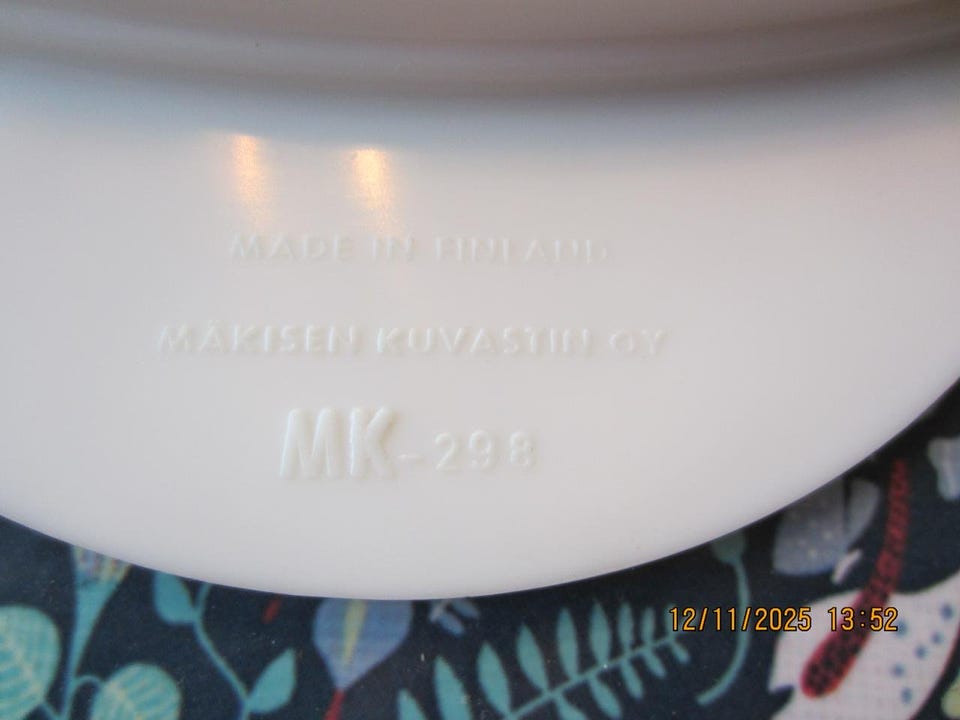 MADE IN FINLAND
MÄKISEN KUVASTIN OY
MK-298
12/11/2025 13:52